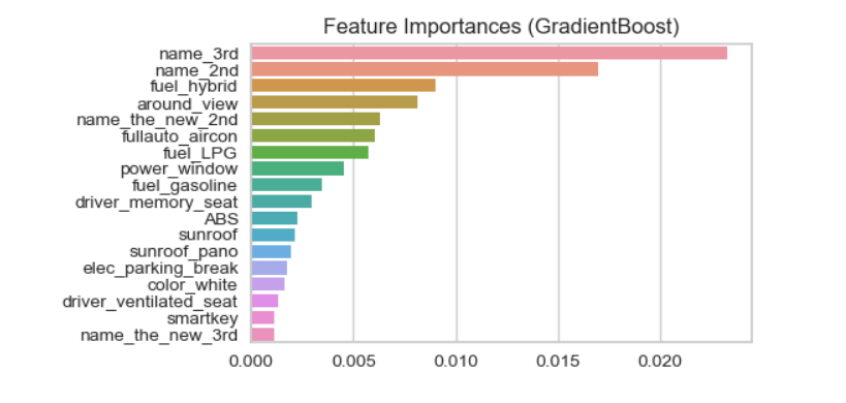 Feature Importances (GradientBoost)
name_3rd
name_2nd
fuel_hybrid
around_view
name_the_new_2nd
fullauto_aircon
fuel_LPG
power_window
fuel_gasoline
driver_memory_seat
ABS
sunroof
sunroof_pano
elec_parking_break
color_white
driver_ventilated_seat
smartkey
name_the_new_3rd
0.000 0.005 0.010 0.015 0.020